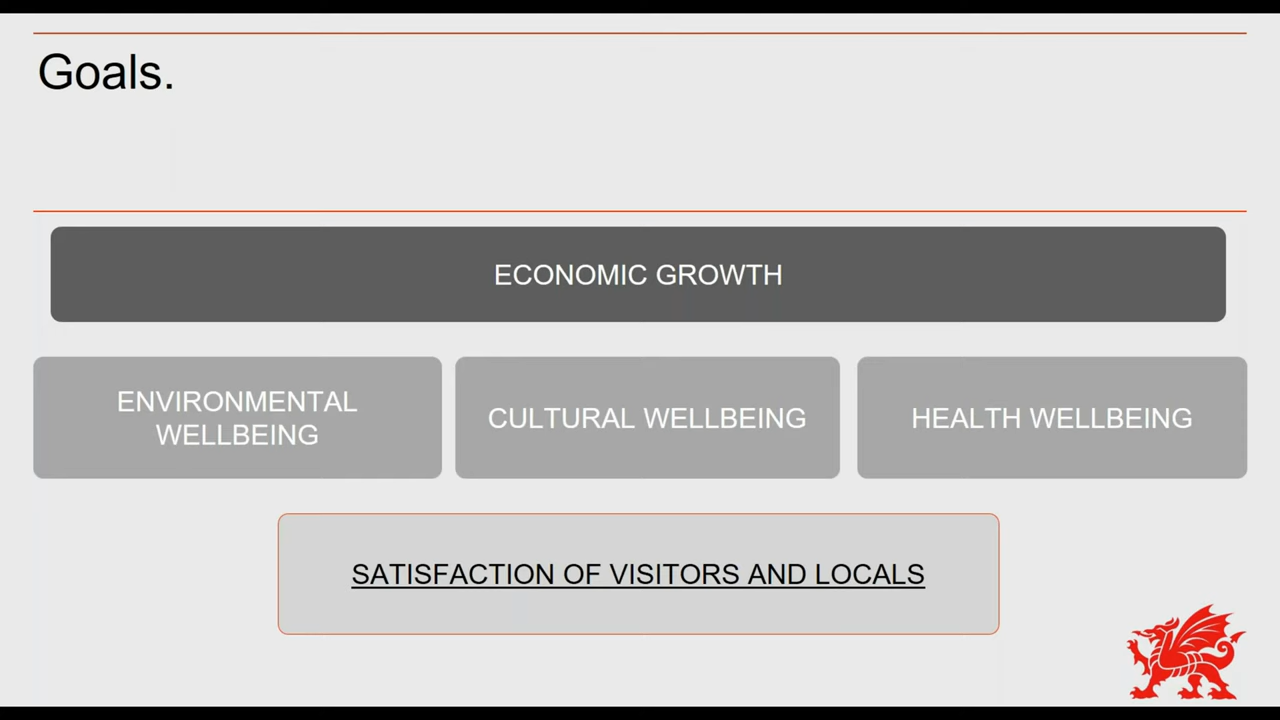 Goals.
ECONOMIC GROWTH
ENVIRONMENTAL
WELLBEING
CULTURAL WELLBEING
HEALTH WELLBEING
SATISFACTION OF VISITORS AND LOCALS